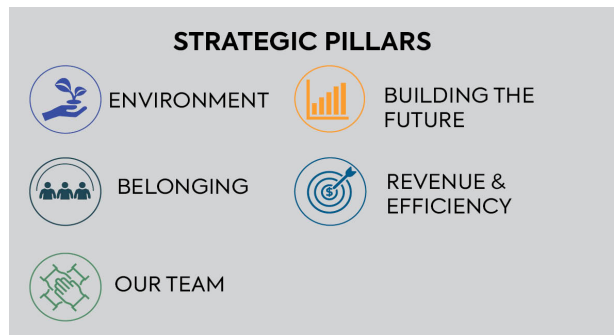 STRATEGIC PILLARS
ENVIRONMENT
BUILDING THE
FUTURE
BELONGING
$
REVENUE &
EFFICIENCY
OUR TEAM